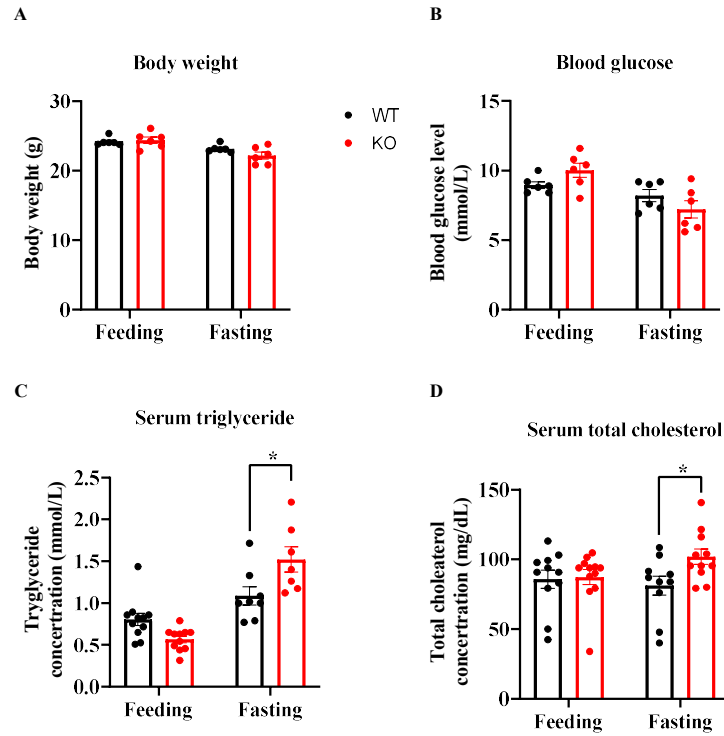 A
Body weight
Body weight (g)
30
20
10
0
Feeding
Fasting
WT
KO
B
Blood glucose
Blood glucose level
(mmol/L)
15
10
5
0
Feeding
Fasting
C
Serum triglyceride
Tryglyceride
concertration (mmol/L)
2.5
2.0
1.5
1.0
0.5
0.0
*
Feeding
Fasting
D
Serum total cholesterol
Total choleaterol
concertration (mg/dL)
150
100
50
0
*
Feeding
Fasting